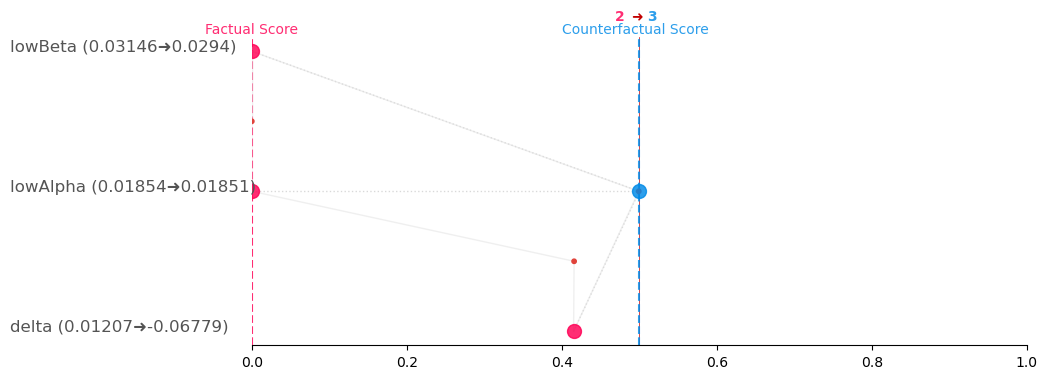 2 ➜ 3
Factual Score Counterfactual Score
lowBeta (0.03146➜0.0294)
lowAlpha (0.01854➜0.01851)
delta (0.01207➜-0.06779)
0.0 0.2 0.4 0.6 0.8 1.0